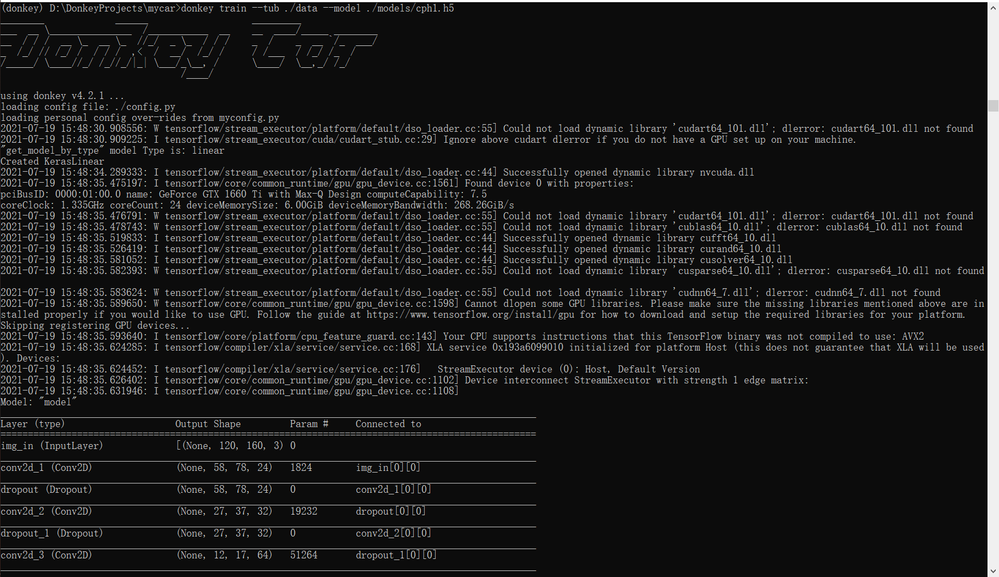 (donkey) D:\DonkeyProjects\mycar>donkey train --tub ./data --model ./models/cph1.h5
Donkey Car
using donkey v4.2.1 ...
loading config file: ./config.py
loading personal config over-rides from myconfig.py
2021-07-19 15:48:30.908556: W tensorflow/stream_executor/platform/default/dso_loader.cc:55] Could not load dynamic library 'cudart64_101.dll'; dlerror: cudart64_101.dll not found
2021-07-19 15:48:30.909225: I tensorflow/stream_executor/cuda/cudart_stub.cc:29] Ignore above cudart dlerror if you do not have a GPU set up on your machine.
"get_model_by_type" model Type is: linear
Created KerasLinear
2021-07-19 15:48:34.289333: I tensorflow/stream_executor/platform/default/dso_loader.cc:44] Successfully opened dynamic library nvcuda.dll
2021-07-19 15:48:35.475197: I tensorflow/core/common_runtime/gpu/gpu_device.cc:1561] Found device 0 with properties:
pciBusID: 0000:01:00.0 name: GeForce GTX 1660 Ti with Max-Q Design computeCapability: 7.5
coreClock: 1.335GHz coreCount: 24 deviceMemorySize: 6.00GiB deviceMemoryBandwidth: 268.26GiB/s
2021-07-19 15:48:35.476791: W tensorflow/stream_executor/platform/default/dso_loader.cc:55] Could not load dynamic library 'cudart64_101.dll'; dlerror: cudart64_101.dll not found
2021-07-19 15:48:35.478743: W tensorflow/stream_executor/platform/default/dso_loader.cc:55] Could not load dynamic library 'cublas64_10.dll'; dlerror: cublas64_10.dll not found
2021-07-19 15:48:35.519833: I tensorflow/stream_executor/platform/default/dso_loader.cc:44] Successfully opened dynamic library cufft64_10.dll
2021-07-19 15:48:35.526419: I tensorflow/stream_executor/platform/default/dso_loader.cc:44] Successfully opened dynamic library curand64_10.dll
2021-07-19 15:48:35.581052: I tensorflow/stream_executor/platform/default/dso_loader.cc:44] Successfully opened dynamic library cusolver64_10.dll
2021-07-19 15:48:35.582393: W tensorflow/stream_executor/platform/default/dso_loader.cc:55] Could not load dynamic library 'cusparse64_10.dll'; dlerror: cusparse64_10.dll not found
2021-07-19 15:48:35.583624: W tensorflow/stream_executor/platform/default/dso_loader.cc:55] Could not load dynamic library 'cudnn64_7.dll'; dlerror: cudnn64_7.dll not found
2021-07-19 15:48:35.589650: W tensorflow/core/common_runtime/gpu/gpu_device.cc:1598] Cannot dlopen some GPU libraries. Please make sure the missing libraries mentioned above are in
stalled properly if you would like to use GPU. Follow the guide at https://www.tensorflow.org/install/gpu for how to download and setup the required libraries for your platform.
Skipping registering GPU devices...
2021-07-19 15:48:35.593640: I tensorflow/core/platform/cpu_feature_guard.cc:143] Your CPU supports instructions that this TensorFlow binary was not compiled to use: AVX2
2021-07-19 15:48:35.624285: I tensorflow/compiler/xla/service/service.cc:168] XLA service 0x193a6099010 initialized for platform Host (this does not guarantee that XLA will be used
). Devices:
2021-07-19 15:48:35.624452: I tensorflow/compiler/xla/service/service.cc:176]   StreamExecutor device (0): Host, Default Version
2021-07-19 15:48:35.626402: I tensorflow/core/common_runtime/gpu/gpu_device.cc:1102] Device interconnect StreamExecutor with strength 1 edge matrix:
2021-07-19 15:48:35.631946: I tensorflow/core/common_runtime/gpu/gpu_device.cc:1108]
Model: "model"
Layer (type) Output Shape Param # Connected to
img_in (InputLayer) [(None, 120, 160, 3) 0
conv2d_1 (Conv2D) (None, 58, 78, 24) 1824 img_in[0][0]
dropout (Dropout) (None, 58, 78, 24) 0 conv2d_1[0][0]
conv2d_2 (Conv2D) (None, 27, 37, 32) 19232 dropout[0][0]
dropout_1 (Dropout) (None, 27, 37, 32) 0 conv2d_2[0][0]
conv2d_3 (Conv2D) (None, 12, 17, 64) 51264 dropout_1[0][0]